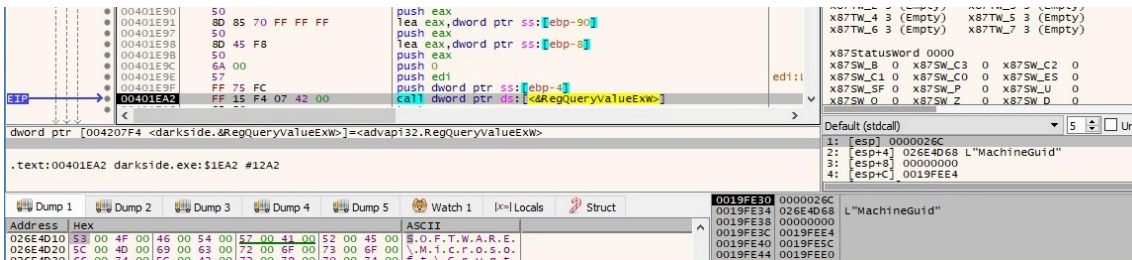 00401E90 50 push eax
00401E91 8D 85 70 FF FF FF lea eax,dword ptr ss:[ebp-90]
00401E97 50 push eax
00401E98 8D 45 F8 lea eax,dword ptr ss:[ebp-8]
00401E9B 50 push eax
00401E9C 6A 00 push 0
00401E9E 57 push edi edi:L
00401E9F FF 75 FC push dword ptr ss:[ebp-4]
EIP 00401EA2 FF 15 F4 07 42 00 call dword ptr ds:[<&RegQueryValueExW>]
x87TW_4 3 (Empty) x87TW_5 3 (Empty)
x87TW_6 3 (Empty) x87TW_7 3 (Empty)
x87StatusWord 0000
x87SW_B 0 x87SW_C3 0 x87SW_C2 0
x87SW_C1 0 x87SW_C0 0 x87SW_ES 0
x87SW_SF 0 x87SW_P 0 x87SW_U 0
x87SW_O 0 x87SW_Z 0 x87SW_D 0
dword ptr [004207F4 <darkside.&RegQueryValueExW>]=<advapi32.RegQueryValueExW>
.text:00401EA2 darkside.exe:$1EA2 #12A2
Default (stdcall) 5 Un
1: [esp] 0000026C
2: [esp+4] 026E4D68 L"MachineGuid"
3: [esp+8] 00000000
4: [esp+C] 0019FEE4
Dump 1 Dump 2 Dump 3 Dump 4 Dump 5 Watch 1 [x=] Locals Struct
Address Hex ASCII
026E4D10 53 00 4F 00 46 00 54 00 57 00 41 00 52 00 45 00 S.O.F.T.W.A.R.E.
026E4D20 5C 00 4D 00 69 00 63 00 72 00 6F 00 73 00 6F 00 \.M.i.c.r.o.s.o.
0019FE30 0000026C
0019FE34 026E4D68 L"MachineGuid"
0019FE38 00000000
0019FE3C 0019FEE4
0019FE40 0019FE5C
0019FE44 0019FEE0